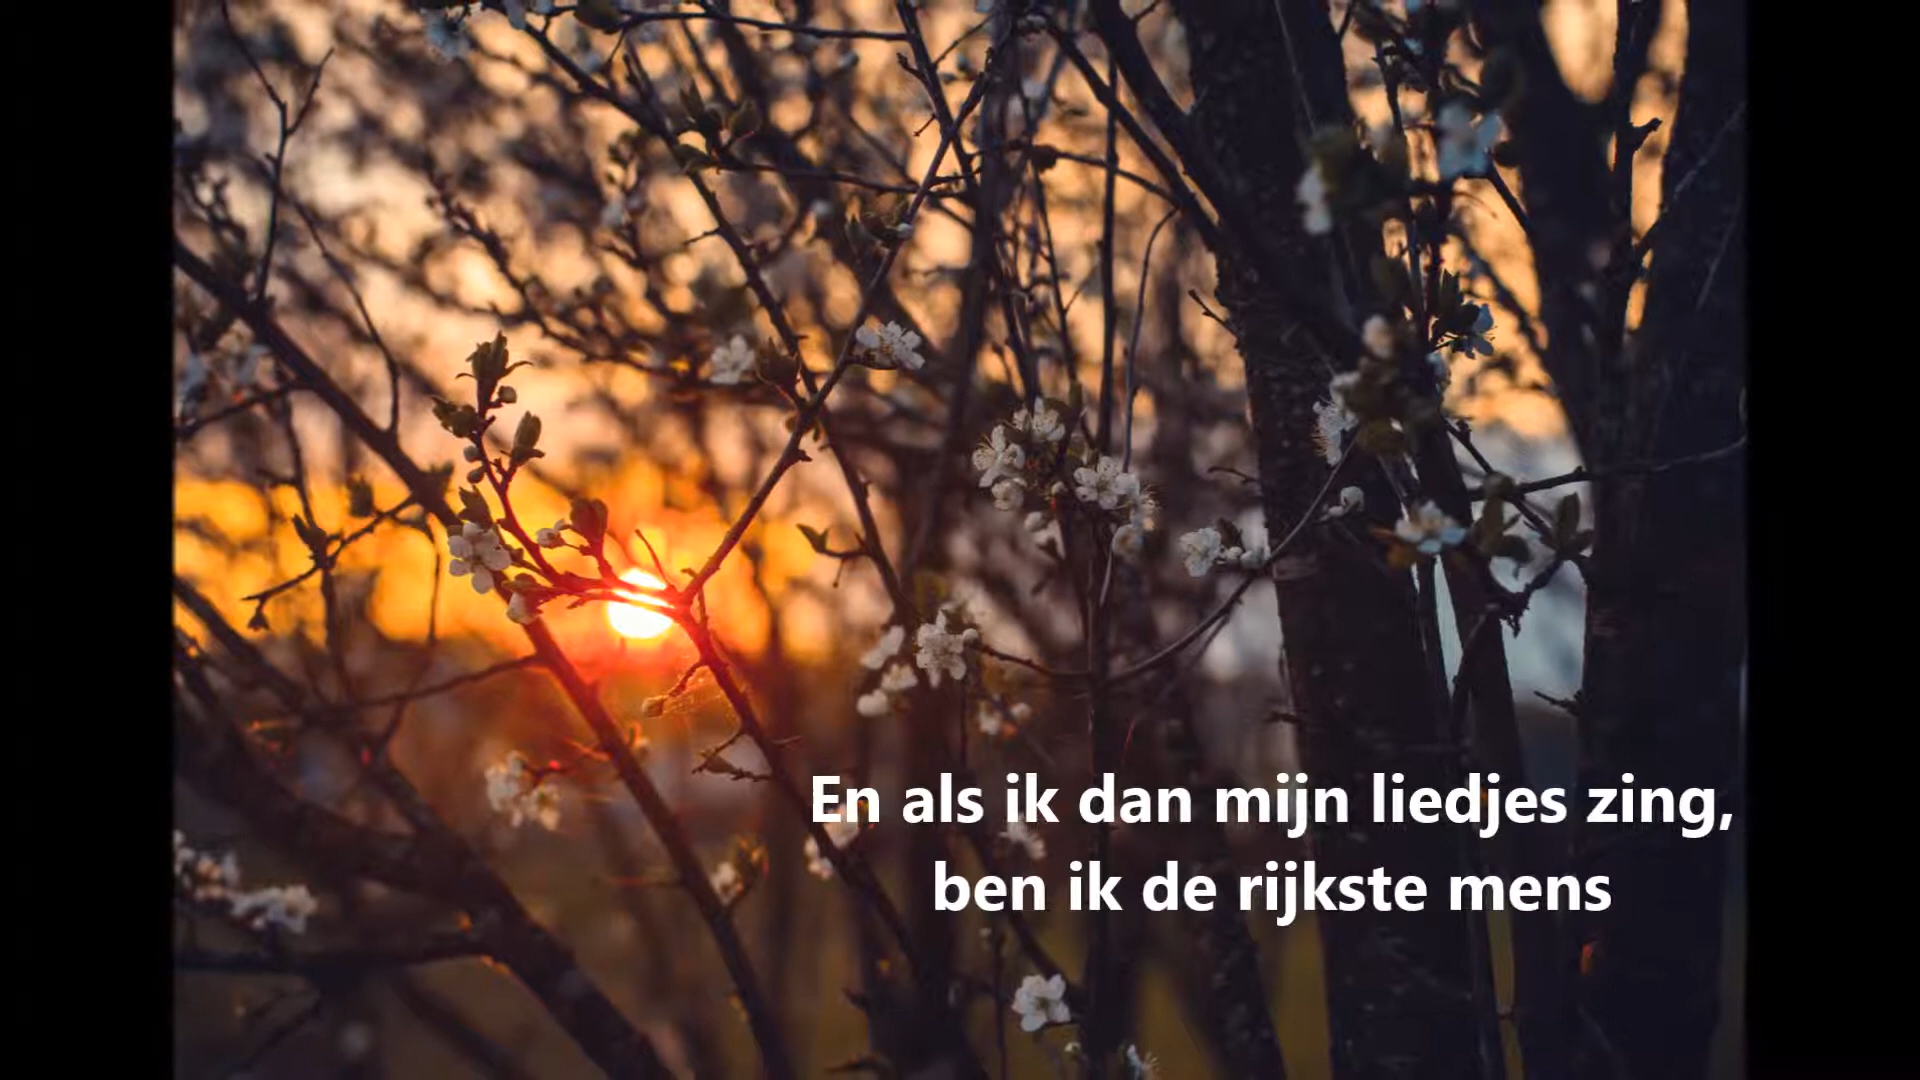 En als ik dan mijn liedjes zing,
ben ik de rijkste mens